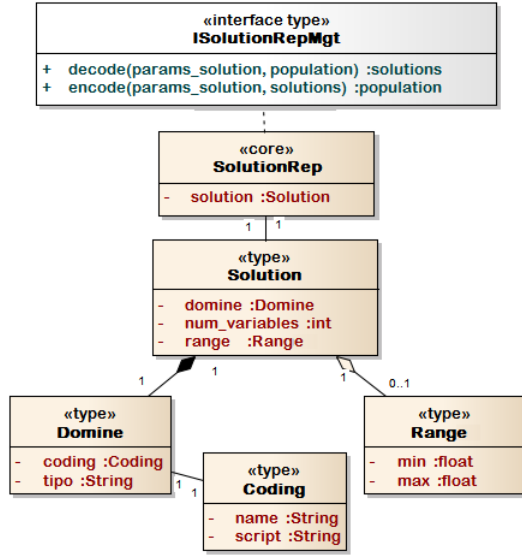 «interface type»
ISolutionRepMgt
+ decode(params_solution, population) :solutions
+ encode(params_solution, solutions) :population
«core»
SolutionRep
- solution :Solution
1 1
«type»
Solution
- domine :Domine
- num_variables :int
- range :Range
1 1 1 0..1
«type»
Domine
- coding :Coding
- tipo :String
«type»
Range
- min :float
- max :float
1 1
«type»
Coding
- name :String
- script :String